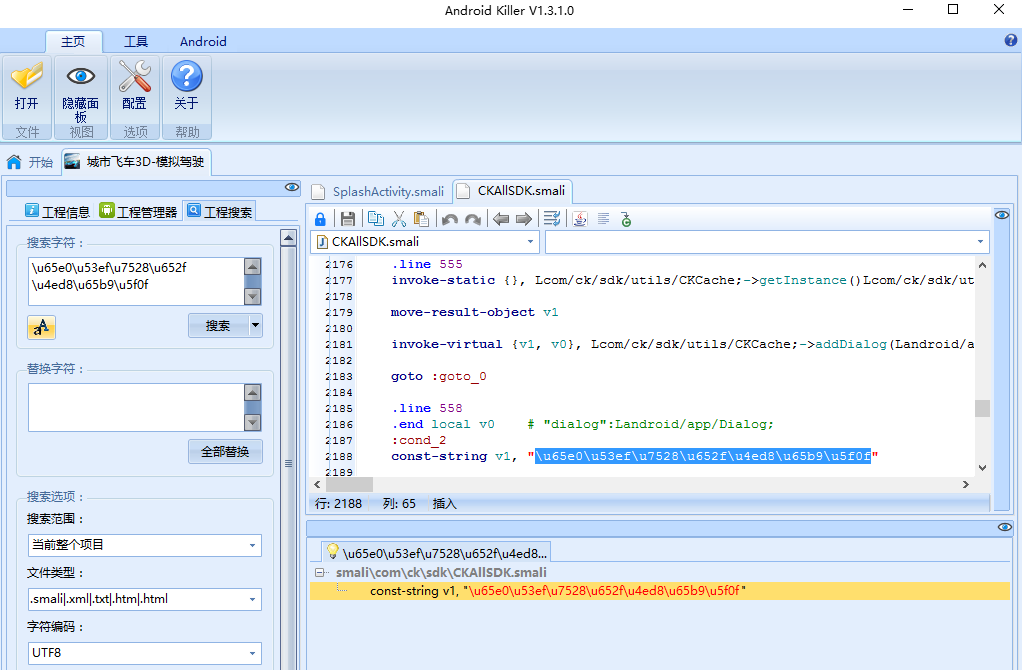 Android Killer V1.3.1.0
主页 工具 Android
打开 隐藏面板 配置 关于
文件 视图 选项 帮助
开始 城市飞车3D-模拟驾驶
工程信息 工程管理器 工程搜索
搜索字符：
\u65e0\u53ef\u7528\u652f
\u4ed8\u65b9\u5f0f
aA
搜索
替换字符：
全部替换
搜索选项：
搜索范围：
当前整个项目
文件类型：
.smali|.xml|.txt|.htm|.html
字符编码：
UTF8
SplashActivity.smali CKAllSDK.smali
CKAllSDK.smali
2176 .line 555
2177 invoke-static {}, Lcom/ck/sdk/utils/CKCache;->getInstance()Lcom/ck/sdk/ut
2178
2179 move-result-object v1
2180
2181 invoke-virtual {v1, v0}, Lcom/ck/sdk/utils/CKCache;->addDialog(Landroid/a
2182
2183 goto :goto_0
2184
2185 .line 558
2186 .end local v0 # "dialog":Landroid/app/Dialog;
2187 :cond_2
2188 const-string v1, "\u65e0\u53ef\u7528\u652f\u4ed8\u65b9\u5f0f"
2189
行: 2188 列: 65 插入
\u65e0\u53ef\u7528\u652f\u4ed8...
smali\com\ck\sdk\CKAllSDK.smali
const-string v1, "\u65e0\u53ef\u7528\u652f\u4ed8\u65b9\u5f0f"